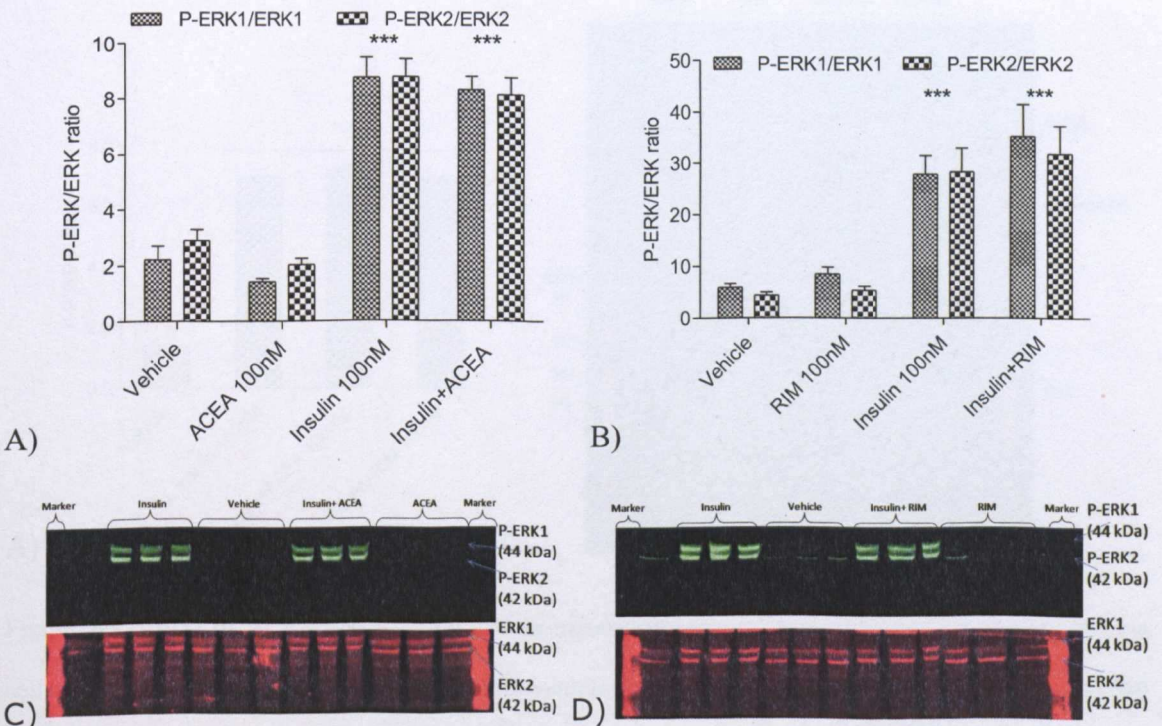 P-ERK1/ERK1 P-ERK2/ERK2
***
***
10
8
6
4
2
0
P-ERK/ERK ratio
Vehicle
ACEA 100nM
Insulin 100nM
Insulin+ACEA
A)
P-ERK1/ERK1 P-ERK2/ERK2
***
***
50
40
30
20
10
0
P-ERK/ERK ratio
Vehicle
RIM 100nM
Insulin 100nM
Insulin+RIM
B)
Marker Insulin Vehicle Insulin+ ACEA ACEA Marker
P-ERK1
(44 kDa)
P-ERK2
(42 kDa)
ERK1
(44 kDa)
ERK2
(42 kDa)
C)
Marker Insulin Vehicle Insulin+ RIM RIM Marker
P-ERK1
(44 kDa)
P-ERK2
(42 kDa)
ERK1
(44 kDa)
ERK2
(42 kDa)
D)